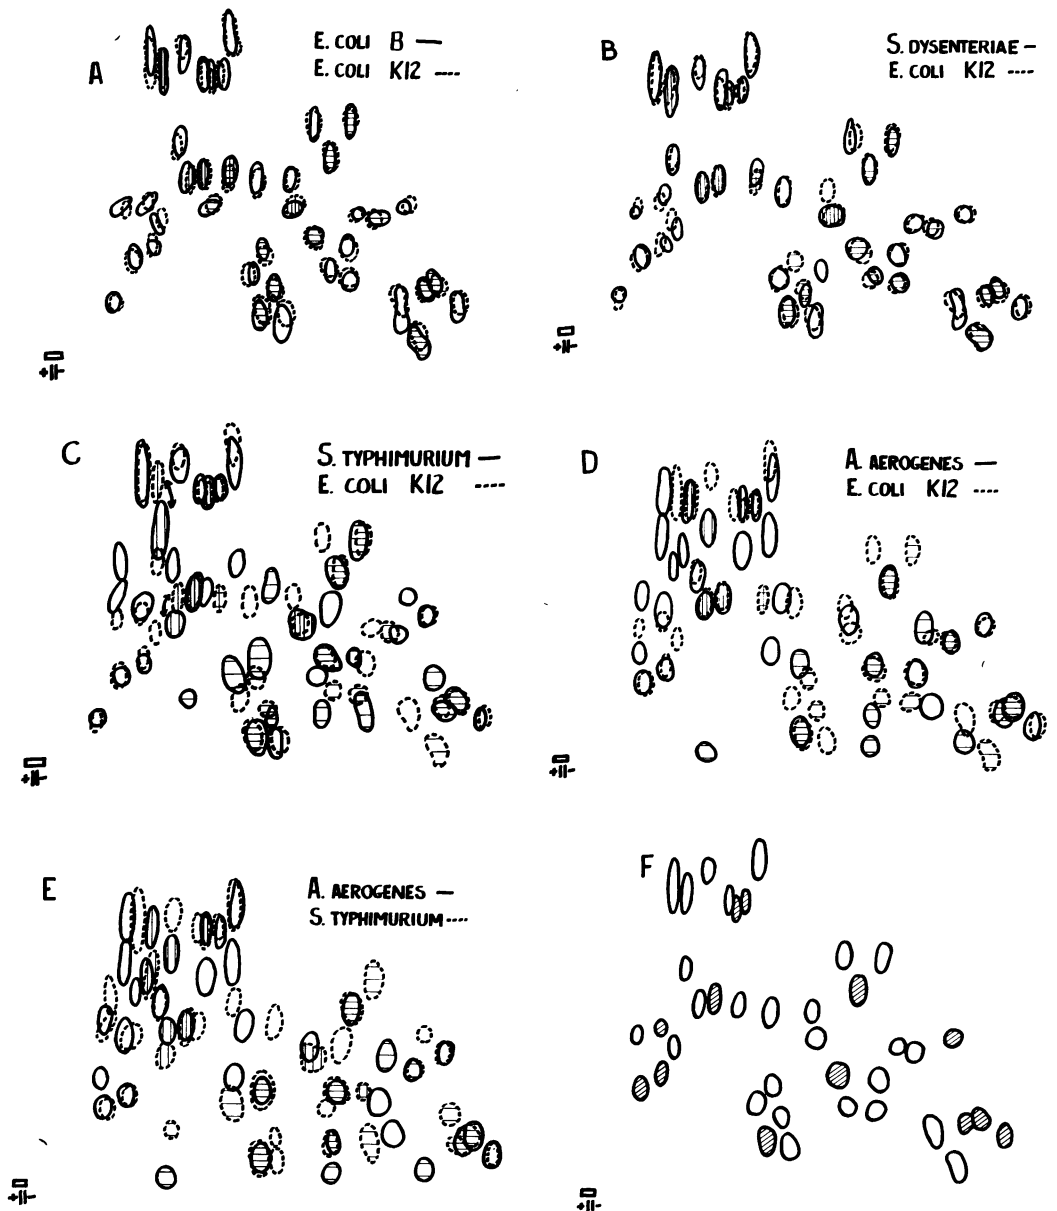 A
E. COLI B —
E. COLI K12 ----
B
S. DYSENTERIAE —
E. COLI K12 ----
C
S. TYPHIMURIUM —
E. COLI K12 ----
D
A. AEROGENES —
E. COLI K12 ----
E
A. AEROGENES —
S. TYPHIMURIUM ----
F